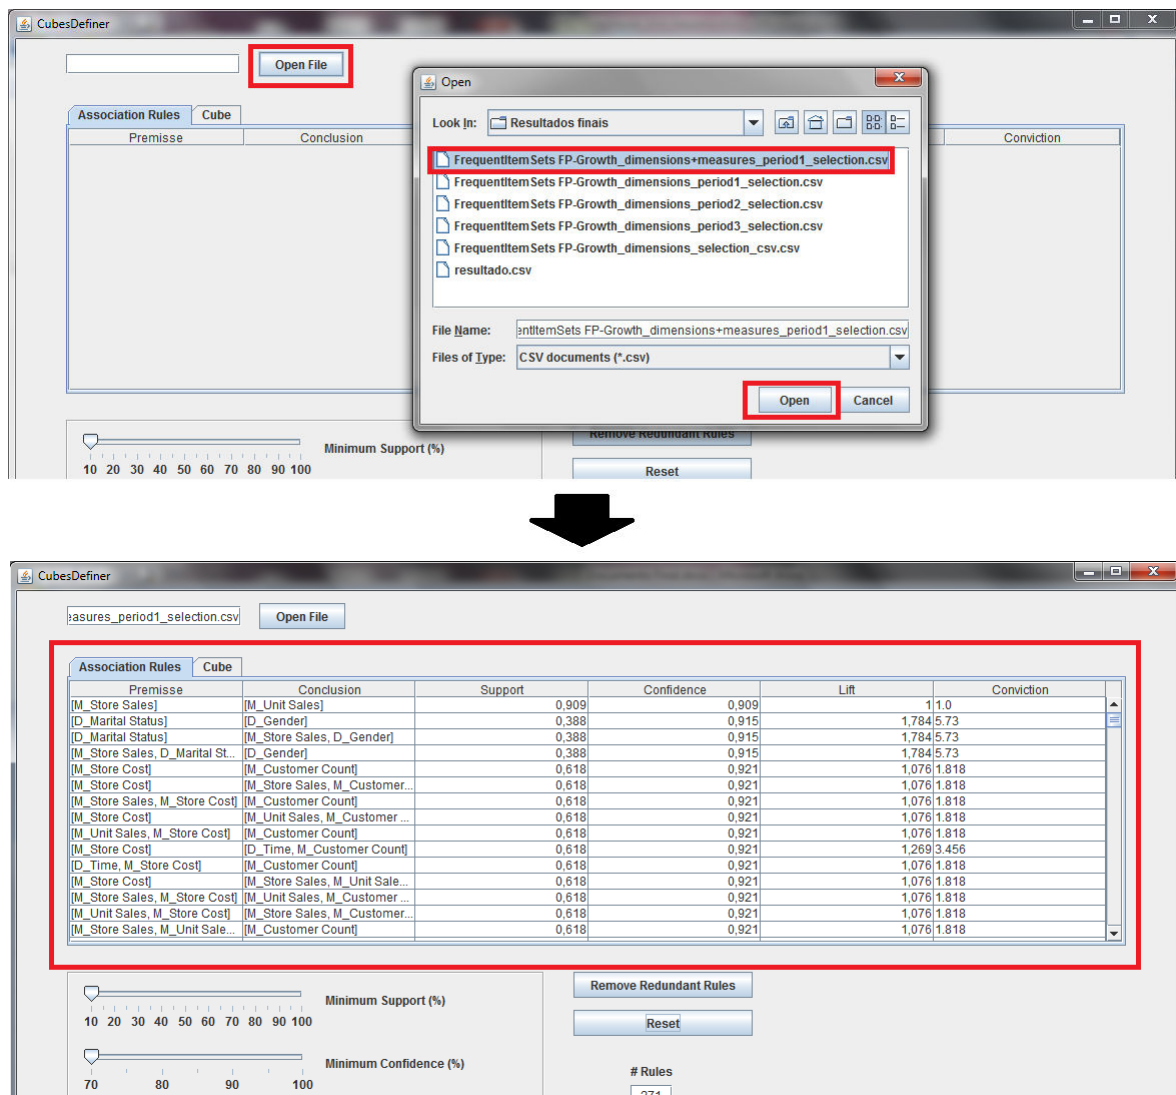 CubesDefiner
Open File
Association Rules Cube
Premisse Conclusion Conviction
Open
Look In: Resultados finais
FrequentItemSets FP-Growth_dimensions+measures_period1_selection.csv
FrequentItemSets FP-Growth_dimensions_period1_selection.csv
FrequentItemSets FP-Growth_dimensions_period2_selection.csv
FrequentItemSets FP-Growth_dimensions_period3_selection.csv
FrequentItemSets FP-Growth_dimensions_selection_csv.csv
resultado.csv
File Name: entItemSets FP-Growth_dimensions+measures_period1_selection.csv
Files of Type: CSV documents (*.csv)
Open Cancel
Remove Redundant Rules
Minimum Support (%)
10 20 30 40 50 60 70 80 90 100
Reset
CubesDefiner
easures_period1_selection.csv Open File
Association Rules Cube
Premisse Conclusion Support Confidence Lift Conviction
[M_Store Sales] [M_Unit Sales] 0,909 0,909 1 1.0
[D_Marital Status] [D_Gender] 0,388 0,915 1,784 5.73
[D_Marital Status] [M_Store Sales, D_Gender] 0,388 0,915 1,784 5.73
[M_Store Sales, D_Marital St... [D_Gender] 0,388 0,915 1,784 5.73
[M_Store Cost] [M_Customer Count] 0,618 0,921 1,076 1.818
[M_Store Cost] [M_Store Sales, M_Customer... 0,618 0,921 1,076 1.818
[M_Store Sales, M_Store Cost] [M_Customer Count] 0,618 0,921 1,076 1.818
[M_Store Cost] [M_Unit Sales, M_Customer ... 0,618 0,921 1,076 1.818
[M_Unit Sales, M_Store Cost] [M_Customer Count] 0,618 0,921 1,076 1.818
[M_Store Cost] [D_Time, M_Customer Count] 0,618 0,921 1,269 3.456
[D_Time, M_Store Cost] [M_Customer Count] 0,618 0,921 1,076 1.818
[M_Store Cost] [M_Store Sales, M_Unit Sale... 0,618 0,921 1,076 1.818
[M_Store Sales, M_Store Cost] [M_Unit Sales, M_Customer ... 0,618 0,921 1,076 1.818
[M_Unit Sales, M_Store Cost] [M_Store Sales, M_Customer... 0,618 0,921 1,076 1.818
[M_Store Sales, M_Unit Sale... [M_Customer Count] 0,618 0,921 1,076 1.818
Minimum Support (%)
10 20 30 40 50 60 70 80 90 100
Remove Redundant Rules
Reset
Minimum Confidence (%)
70 80 90 100
# Rules
271